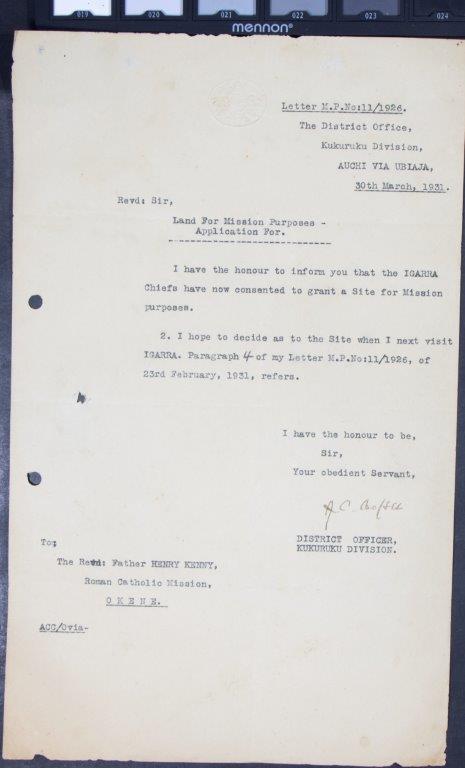 019 020 021 022 023 024
mennon
Letter M.P.No:11/1926.
The District Office,
Kukuruku Division,
AUCHI VIA UBIAJA,
30th March, 1931.
Revd: Sir,
Land For Mission Purposes -
Application For.
I have the honour to inform you that the IGARRA
Chiefs have now consented to grant a Site for Mission
purposes.
2. I hope to decide as to the Site when I next visit
IGARRA. Paragraph 4 of my Letter M.P.No:11/1926, of
23rd February, 1931, refers.
I have the honour to be,
Sir,
Your obedient Servant,
A.C.
DISTRICT OFFICER,
KUKURUKU DIVISION.
To:
The Revd: Father HENRY KENNY,
Roman Catholic Mission,
O K E N E.
ACC/Ovia-